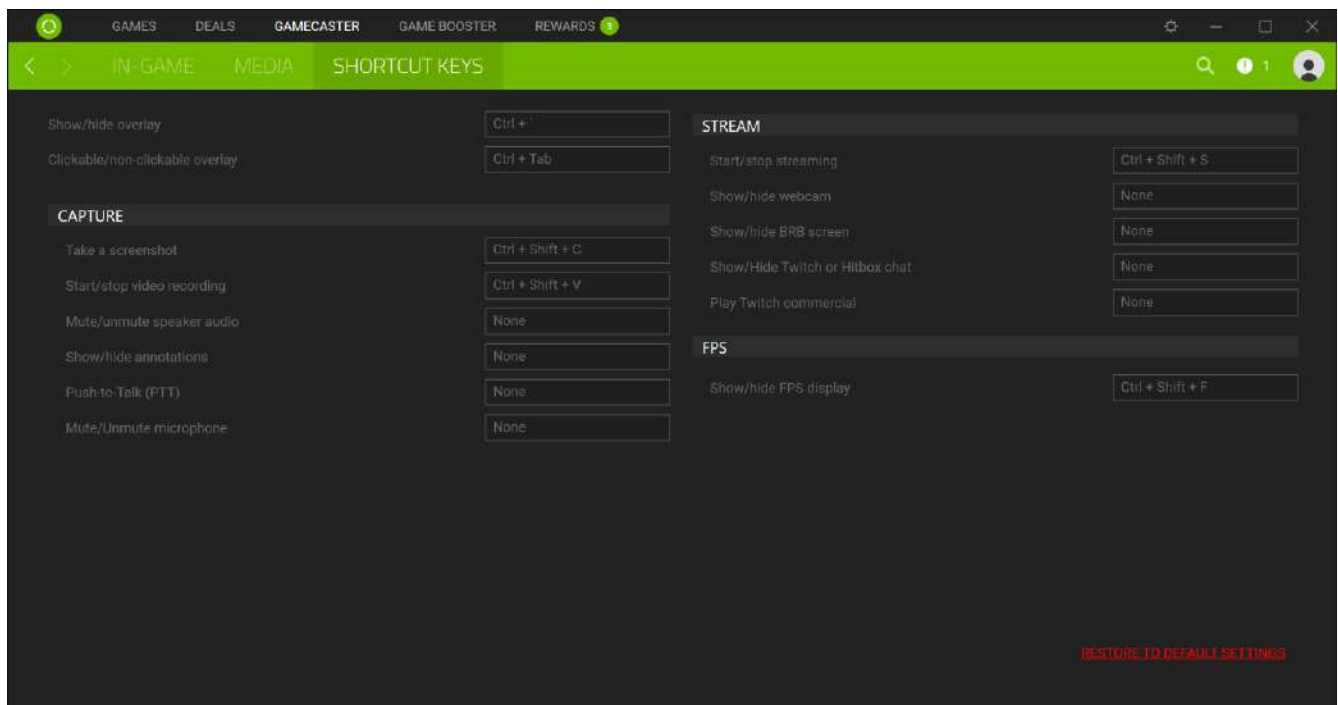 GAMES DEALS GAMECASTER GAME BOOSTER REWARDS 3
IN-GAME MEDIA SHORTCUT KEYS 1
Show/hide overlay Ctrl + `
Clickable/non-clickable overlay Ctrl + Tab
CAPTURE
Take a screenshot Ctrl + Shift + C
Start/stop video recording Ctrl + Shift + V
Mute/unmute speaker audio None
Show/hide annotations None
Push-to-Talk (PTT) None
Mute/Unmute microphone None
STREAM
Start/stop streaming Ctrl + Shift + S
Show/hide webcam None
Show/hide BRB screen None
Show/Hide Twitch or Hitbox chat None
Play Twitch commercial None
FPS
Show/hide FPS display Ctrl + Shift + F
RESTORE TO DEFAULT SETTINGS